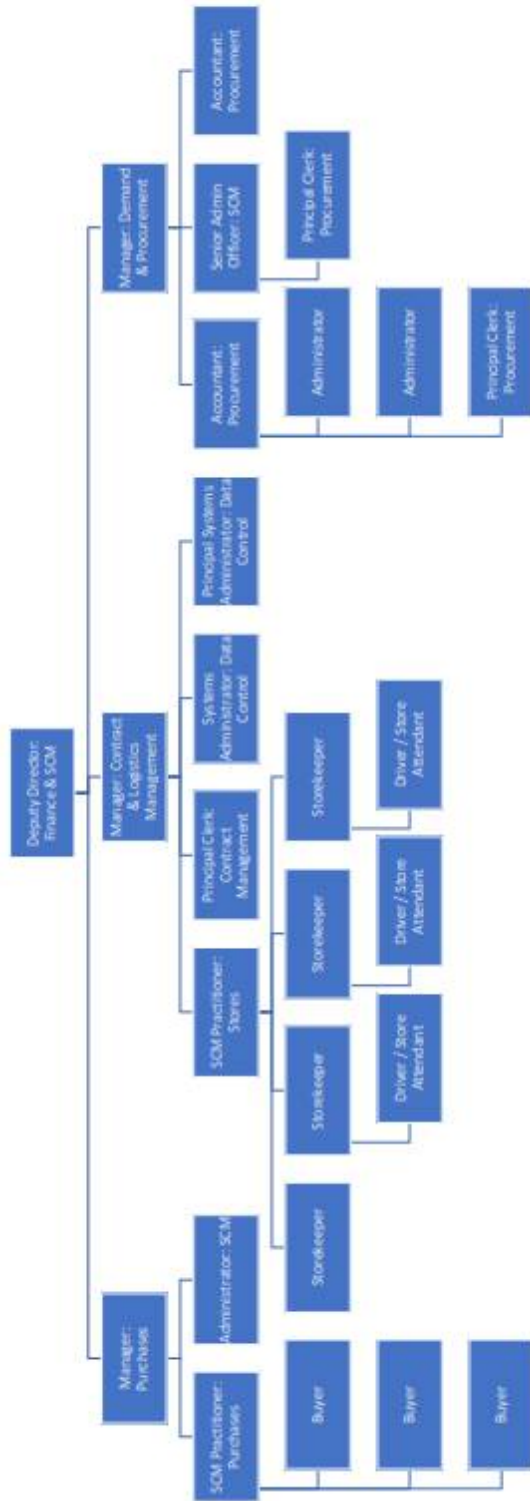 Deputy Director:
Finance & SCM
Manager:
Purchases
Manager: Contract
& Logistics
Management
Manager: Demand
& Procurement
SCM Practitioner:
Purchases
Administrator: SCM
SCM Practitioner:
Stores
Principal Clerk:
Contract
Management
Systems
Administrator: Data
Control
Principal Systems
Administrator: Data
Control
Accountant:
Procurement
Senior Admin
Officer: SCM
Accountant:
Procurement
Buyer
Buyer
Buyer
Storekeeper
Storekeeper
Storekeeper
Storekeeper
Driver / Store
Attendant
Driver / Store
Attendant
Driver / Store
Attendant
Administrator
Administrator
Principal Clerk:
Procurement
Principal Clerk:
Procurement